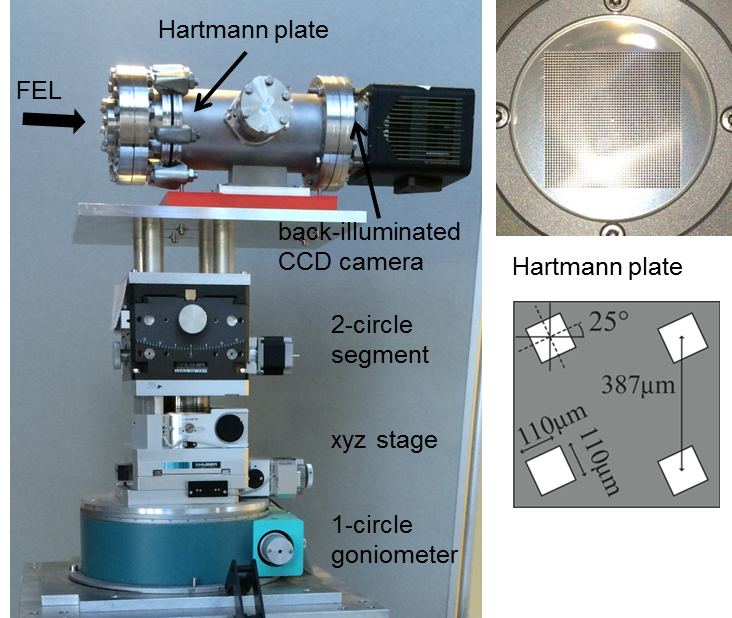 Hartmann plate
FEL
back-illuminated
CCD camera
2-circle
segment
xyz stage
1-circle
goniometer
Hartmann plate
25°
387µm
110µm
110µm